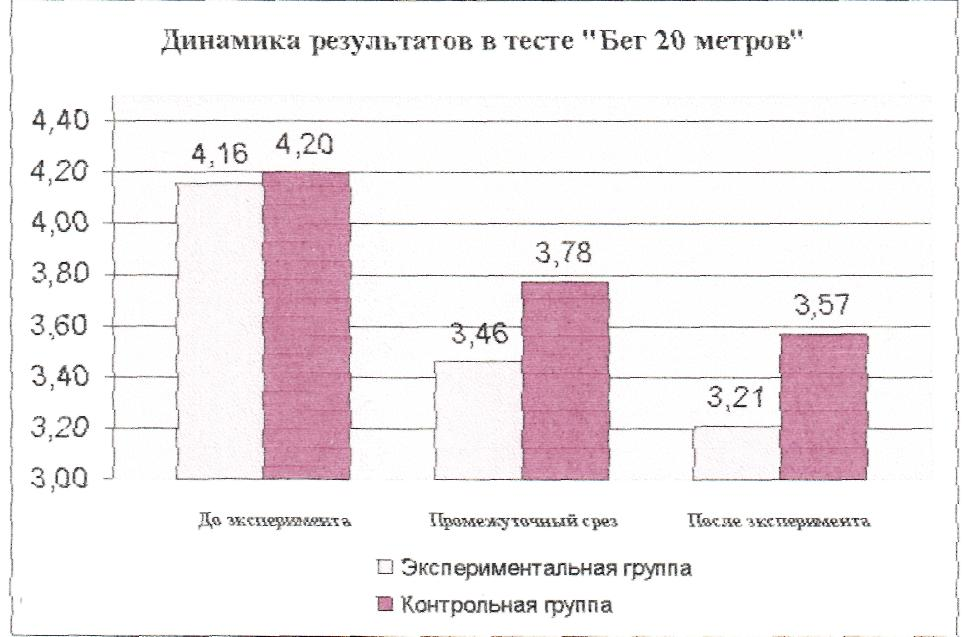 Динамика результатов в тесте "Бег 20 метров"
4,40
4,20
4,00
3,80
3,60
3,40
3,20
3,00
4,16
4,20
3,46
3,78
3,21
3,57
До эксперимента
Промежуточный срез
После эксперимента
Экспериментальная группа
Контрольная группа